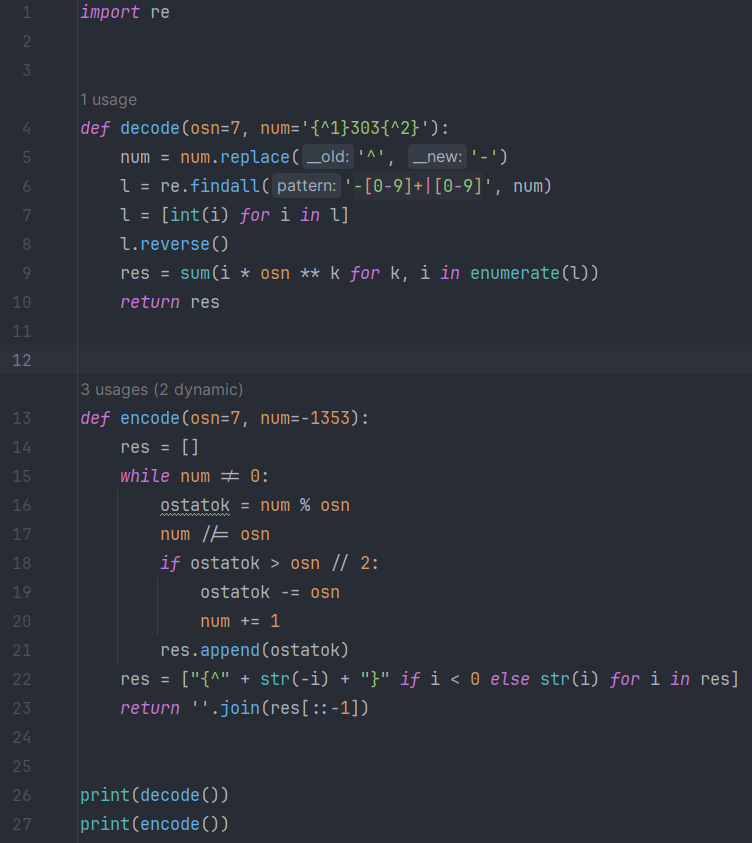 1 import re
2
3
1 usage
4 def decode(osn=7, num='{^1}303{^2}'):
5     num = num.replace(__old: '^', __new: '-')
6     l = re.findall(pattern: '-[0-9]+|[0-9]', num)
7     l = [int(i) for i in l]
8     l.reverse()
9     res = sum(i * osn ** k for k, i in enumerate(l))
10     return res
11
12
3 usages (2 dynamic)
13 def encode(osn=7, num=-1353):
14     res = []
15     while num != 0:
16         ostatok = num % osn
17         num //= osn
18         if ostatok > osn // 2:
19             ostatok -= osn
20             num += 1
21         res.append(ostatok)
22     res = ["{^" + str(-i) + "}" if i < 0 else str(i) for i in res]
23     return ''.join(res[::-1])
24
25
26 print(decode())
27 print(encode())